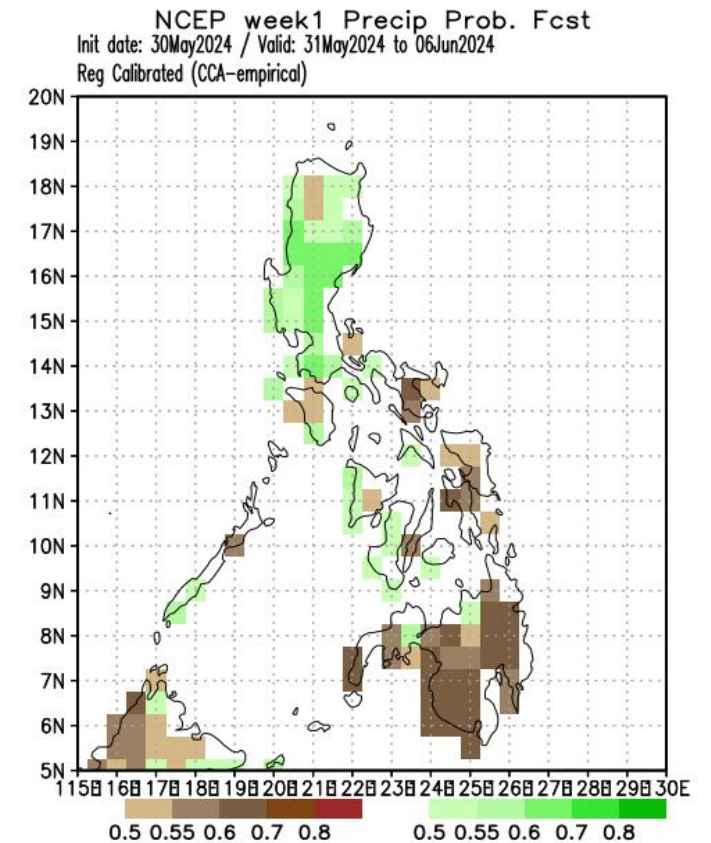 NCEP week1 Precip Prob. Fcst
Init date: 30May2024 / Valid: 31May2024 to 06Jun2024
Reg Calibrated (CCA-empirical)
20N
19N
18N
17N
16N
15N
14N
13N
12N
11N
10N
9N
8N
7N
6N
5N
115E 116E 117E 118E 119E 120E 121E 122E 123E 124E 125E 126E 127E 128E 129E 130E
0.5 0.55 0.6 0.7 0.8 0.5 0.55 0.6 0.7 0.8